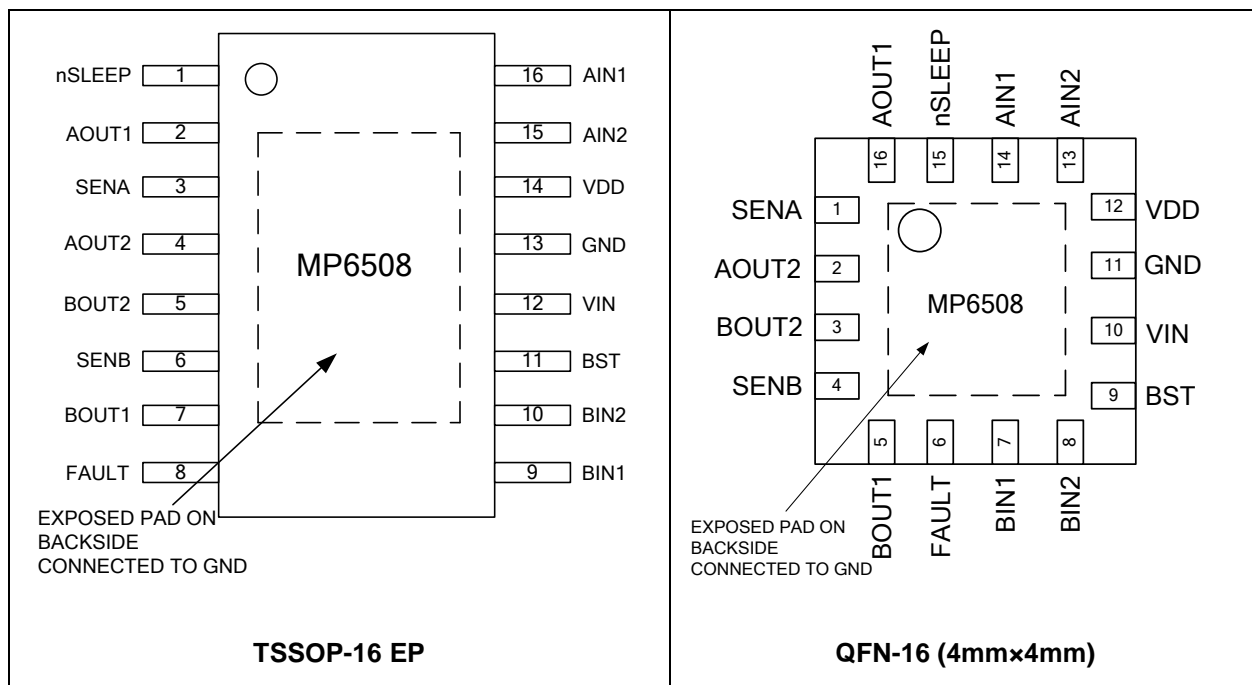 nSLEEP 1 16 AIN1
AOUT1 2 15 AIN2
SENA 3 14 VDD
AOUT2 4 13 GND
MP6508
BOUT2 5 12 VIN
SENB 6 11 BST
BOUT1 7 10 BIN2
FAULT 8 9 BIN1
EXPOSED PAD ON
BACKSIDE
CONNECTED TO GND
TSSOP-16 EP
AOUT1 nSLEEP AIN1 AIN2
16 15 14 13
SENA 1 12 VDD
AOUT2 2 11 GND
MP6508
BOUT2 3 10 VIN
SENB 4 9 BST
5 6 7 8
BOUT1 FAULT BIN1 BIN2
EXPOSED PAD ON
BACKSIDE
CONNECTED TO GND
QFN-16 (4mm×4mm)